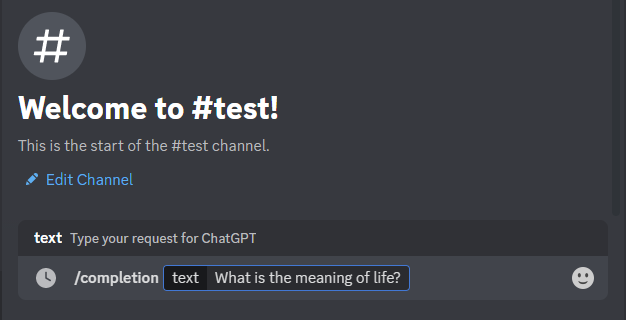 #
Welcome to #test!
This is the start of the #test channel.
Edit Channel
text Type your request for ChatGPT
/completion text What is the meaning of life?